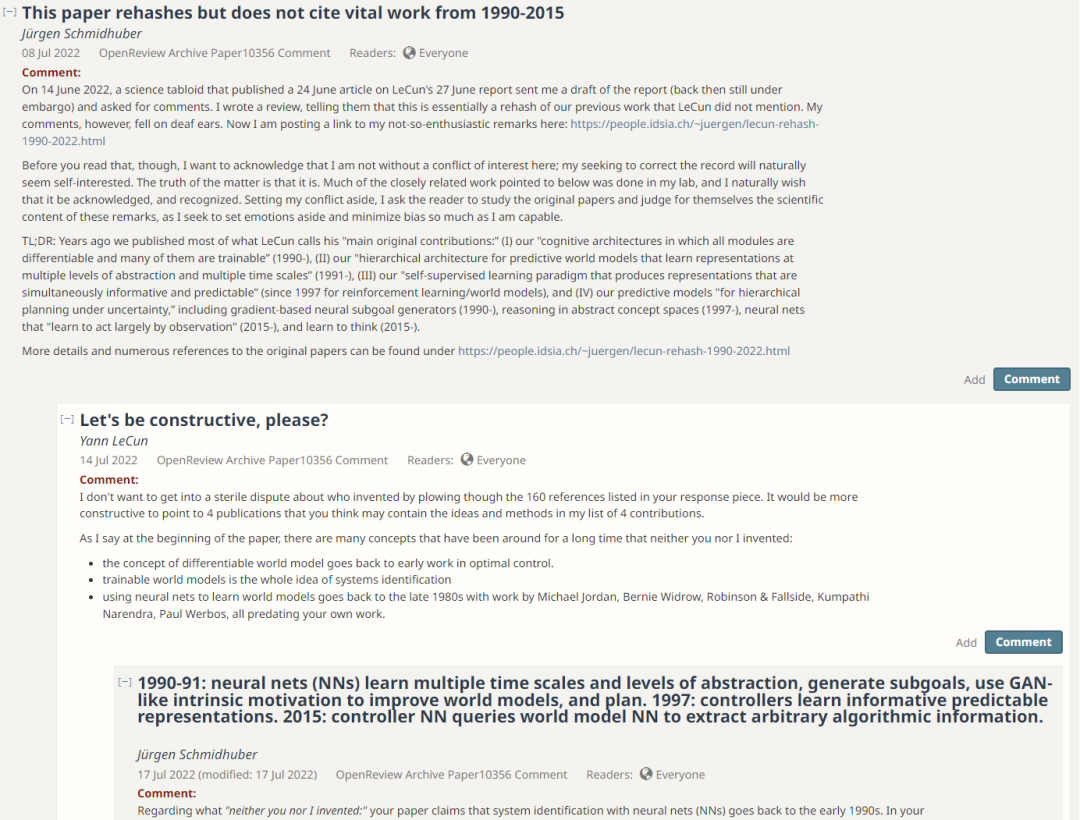 [−] This paper rehashes but does not cite vital work from 1990-2015
Jürgen Schmidhuber
08 Jul 2022 OpenReview Archive Paper10356 Comment Readers: Everyone
Comment:
On 14 June 2022, a science tabloid that published a 24 June article on LeCun's 27 June report sent me a draft of the report (back then still under
embargo) and asked for comments. I wrote a review, telling them that this is essentially a rehash of our previous work that LeCun did not mention. My
comments, however, fell on deaf ears. Now I am posting a link to my not-so-enthusiastic remarks here: https://people.idsia.ch/~juergen/lecun-rehash-
1990-2022.html
Before you read that, though, I want to acknowledge that I am not without a conflict of interest here; my seeking to correct the record will naturally
seem self-interested. The truth of the matter is that it is. Much of the closely related work pointed to below was done in my lab, and I naturally wish
that it be acknowledged, and recognized. Setting my conflict aside, I ask the reader to study the original papers and judge for themselves the scientific
content of these remarks, as I seek to set emotions aside and minimize bias so much as I am capable.
TL;DR: Years ago we published most of what LeCun calls his "main original contributions:" (I) our "cognitive architectures in which all modules are
differentiable and many of them are trainable" (1990-), (II) our "hierarchical architecture for predictive world models that learn representations at
multiple levels of abstraction and multiple time scales" (1991-), (III) our "self-supervised learning paradigm that produces representations that are
simultaneously informative and predictable" (since 1997 for reinforcement learning/world models), and (IV) our predictive models "for hierarchical
planning under uncertainty," including gradient-based neural subgoal generators (1990-), reasoning in abstract concept spaces (1997-), neural nets
that "learn to act largely by observation" (2015-), and learn to think (2015-).
More details and numerous references to the original papers can be found under https://people.idsia.ch/~juergen/lecun-rehash-1990-2022.html
Add Comment
[−] Let's be constructive, please?
Yann LeCun
14 Jul 2022 OpenReview Archive Paper10356 Comment Readers: Everyone
Comment:
I don't want to get into a sterile dispute about who invented by plowing though the 160 references listed in your response piece. It would be more
constructive to point to 4 publications that you think may contain the ideas and methods in my list of 4 contributions.
As I say at the beginning of the paper, there are many concepts that have been around for a long time that neither you nor I invented:
• the concept of differentiable world model goes back to early work in optimal control.
• trainable world models is the whole idea of systems identification
• using neural nets to learn world models goes back to the late 1980s with work by Michael Jordan, Bernie Widrow, Robinson & Fallside, Kumpathi
Narendra, Paul Werbos, all predating your own work.
Add Comment
[−] 1990-91: neural nets (NNs) learn multiple time scales and levels of abstraction, generate subgoals, use GAN-
like intrinsic motivation to improve world models, and plan. 1997: controllers learn informative predictable
representations. 2015: controller NN queries world model NN to extract arbitrary algorithmic information.
Jürgen Schmidhuber
17 Jul 2022 (modified: 17 Jul 2022) OpenReview Archive Paper10356 Comment Readers: Everyone
Comment:
Regarding what "neither you nor I invented:" your paper claims that system identification with neural nets (NNs) goes back to the early 1990s. In your